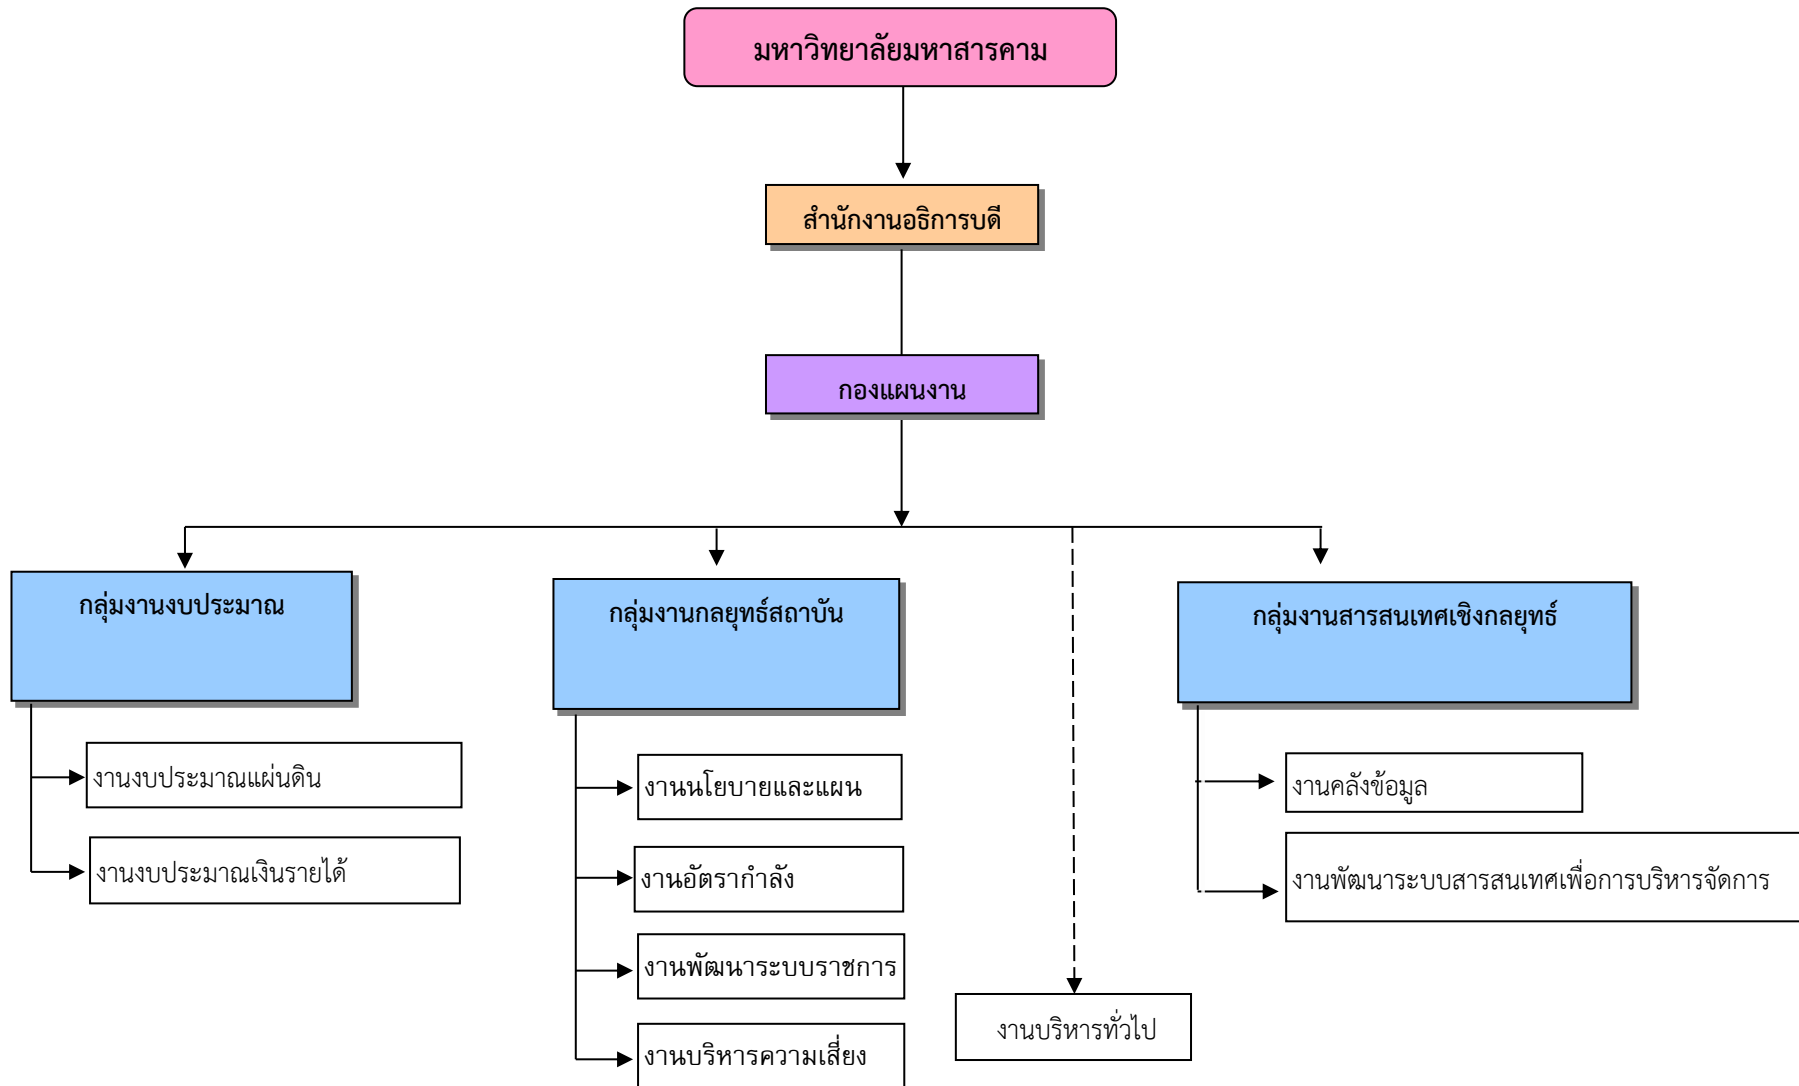 มหาวิทยาลัยมหาสารคาม
สำนักงานอธิการบดี
กองแผนงาน
กลุ่มงานงบประมาณ
งานงบประมาณแผ่นดิน
งานงบประมาณเงินรายได้
กลุ่มงานกลยุทธ์สถาบัน
งานนโยบายและแผน
งานอัตรากำลัง
งานพัฒนาระบบราชการ
งานบริหารความเสี่ยง
งานบริหารทั่วไป
กลุ่มงานสารสนเทศเชิงกลยุทธ์
งานคลังข้อมูล
งานพัฒนาระบบสารสนเทศเพื่อการบริหารจัดการ